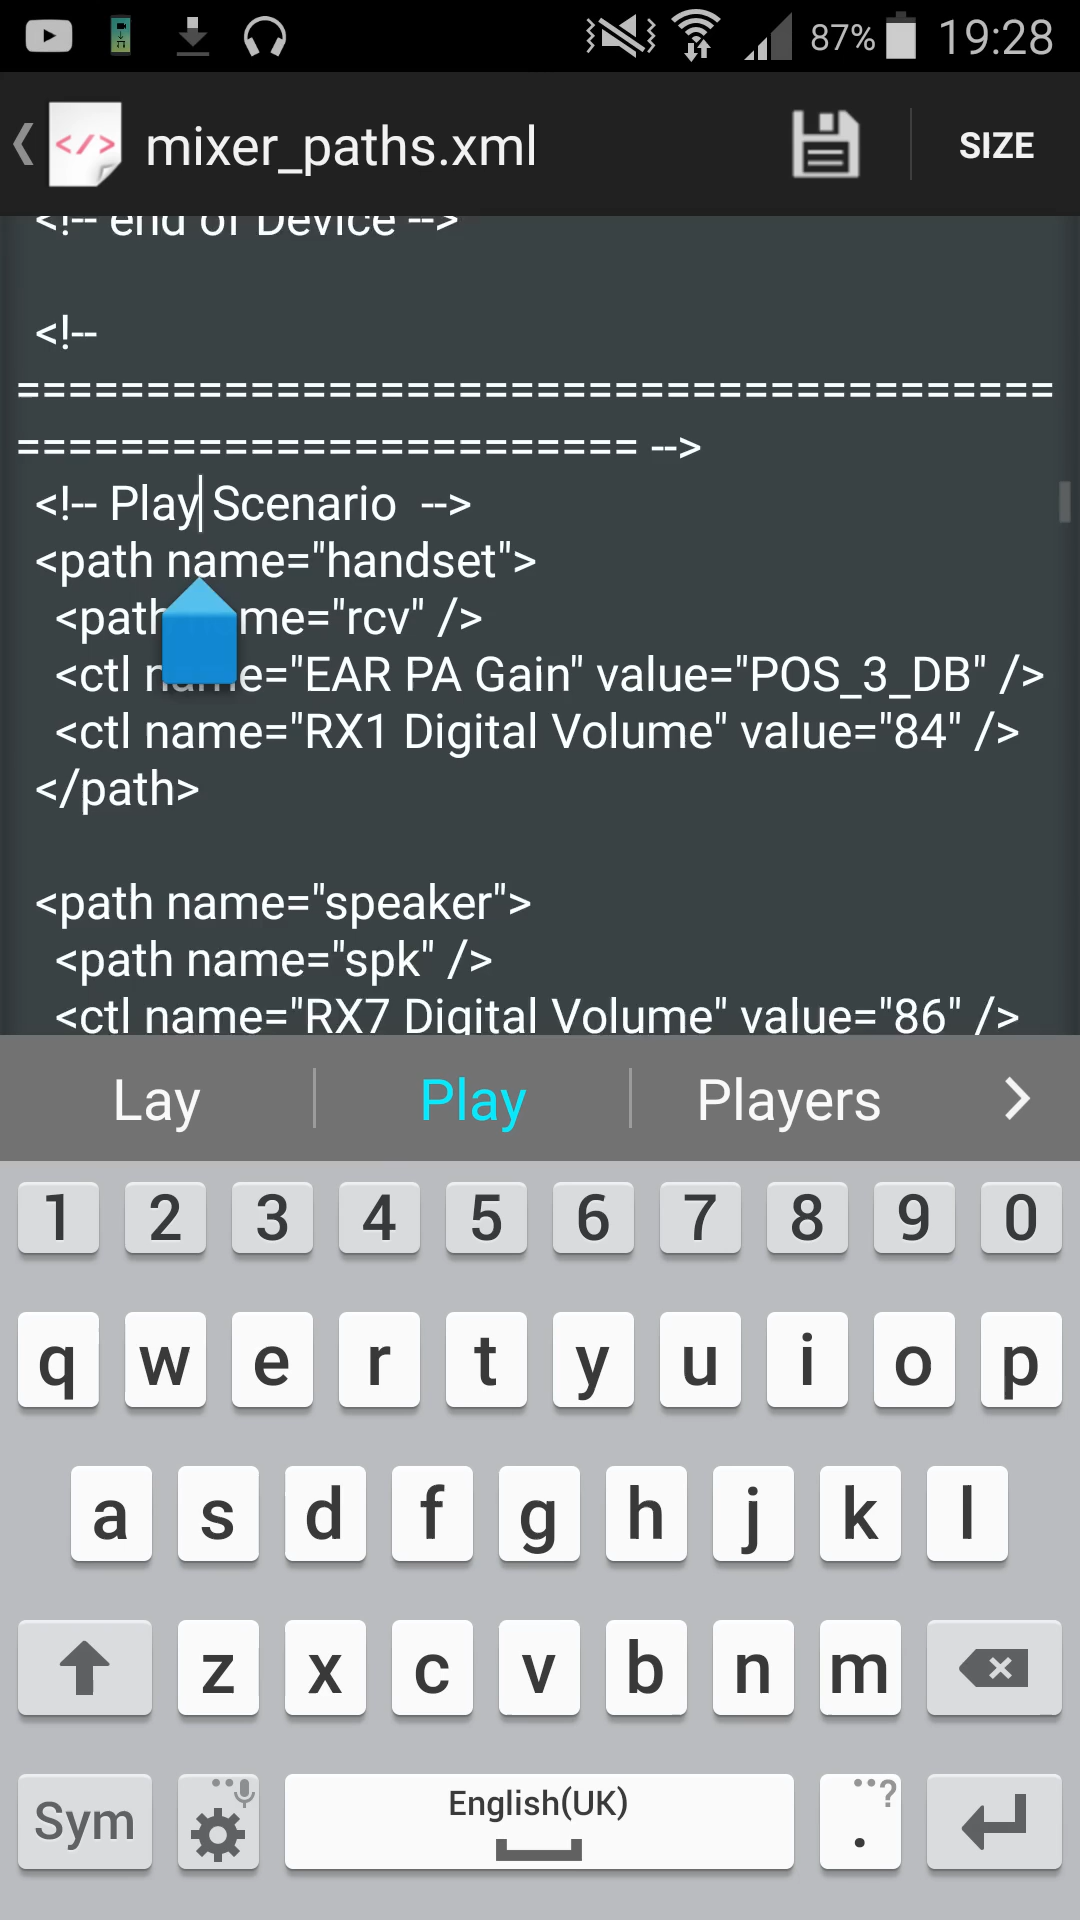 87% 19:28
</> mixer_paths.xml SIZE
<!-- end of Device -->
<!--
========================================
======================== -->
<!-- Play Scenario  -->
<path name="handset">
<path name="rcv" />
<ctl name="EAR PA Gain" value="POS_3_DB" />
<ctl name="RX1 Digital Volume" value="84" />
</path>
<path name="speaker">
<path name="spk" />
<ctl name="RX7 Digital Volume" value="86" />
Lay Play Players
1 2 3 4 5 6 7 8 9 0
q w e r t y u i o p
a s d f g h j k l
z x c v b n m
Sym English(UK) . ?